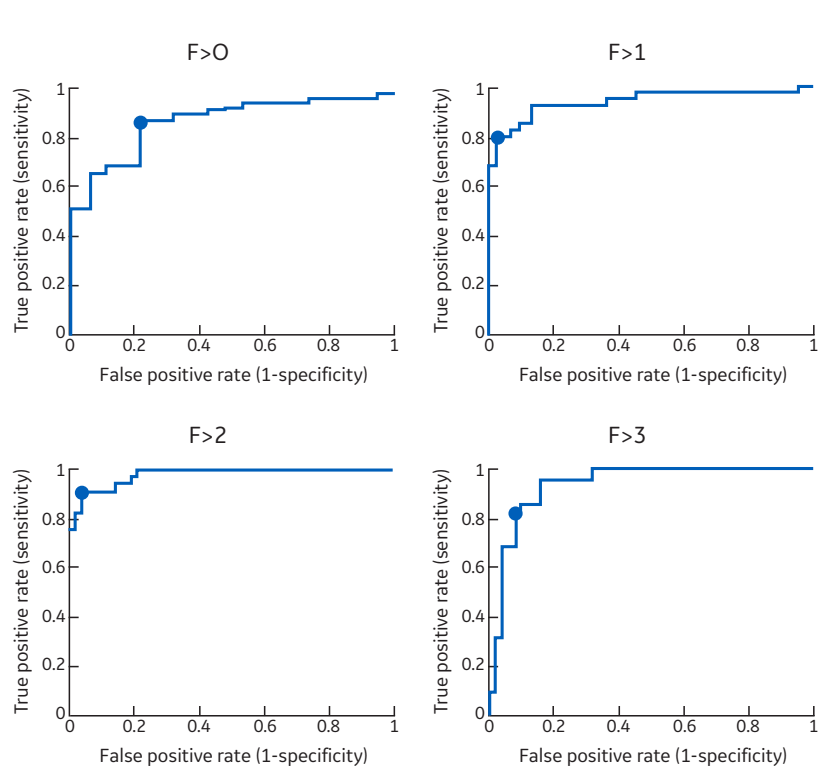 F>O
F>1
True positive rate (sensitivity)
1
0.8
0.6
0.4
0.2
0
0 0.2 0.4 0.6 0.8 1
False positive rate (1-specificity)
True positive rate (sensitivity)
1
0.8
0.6
0.4
0.2
0
0 0.2 0.4 0.6 0.8 1
False positive rate (1-specificity)
F>2
F>3
True positive rate (sensitivity)
1
0.8
0.6
0.4
0.2
0
0 0.2 0.4 0.6 0.8 1
False positive rate (1-specificity)
True positive rate (sensitivity)
1
0.8
0.6
0.4
0.2
0
0 0.2 0.4 0.6 0.8 1
False positive rate (1-specificity)